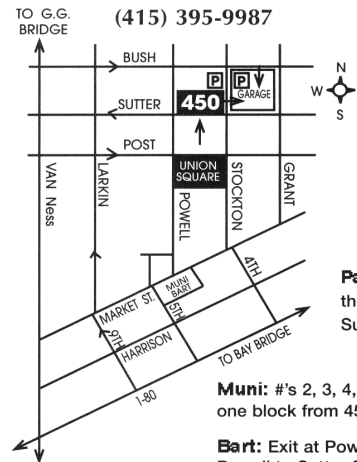 TO G.G.
BRIDGE
(415) 395-9987
BUSH
P
P
GARAGE
N
W
S
SUTTER
450
POST
UNION
SQUARE
VAN Ness
LARKIN
POWELL
STOCKTON
GRANT
MUNI
BART
4TH
MARKET ST.
5TH
9TH
HARRISON
TO BAY BRIDGE
I-80
Pa
the
Su
Muni: #'s 2, 3, 4,
one block from 45
Bart: Exit at Pow